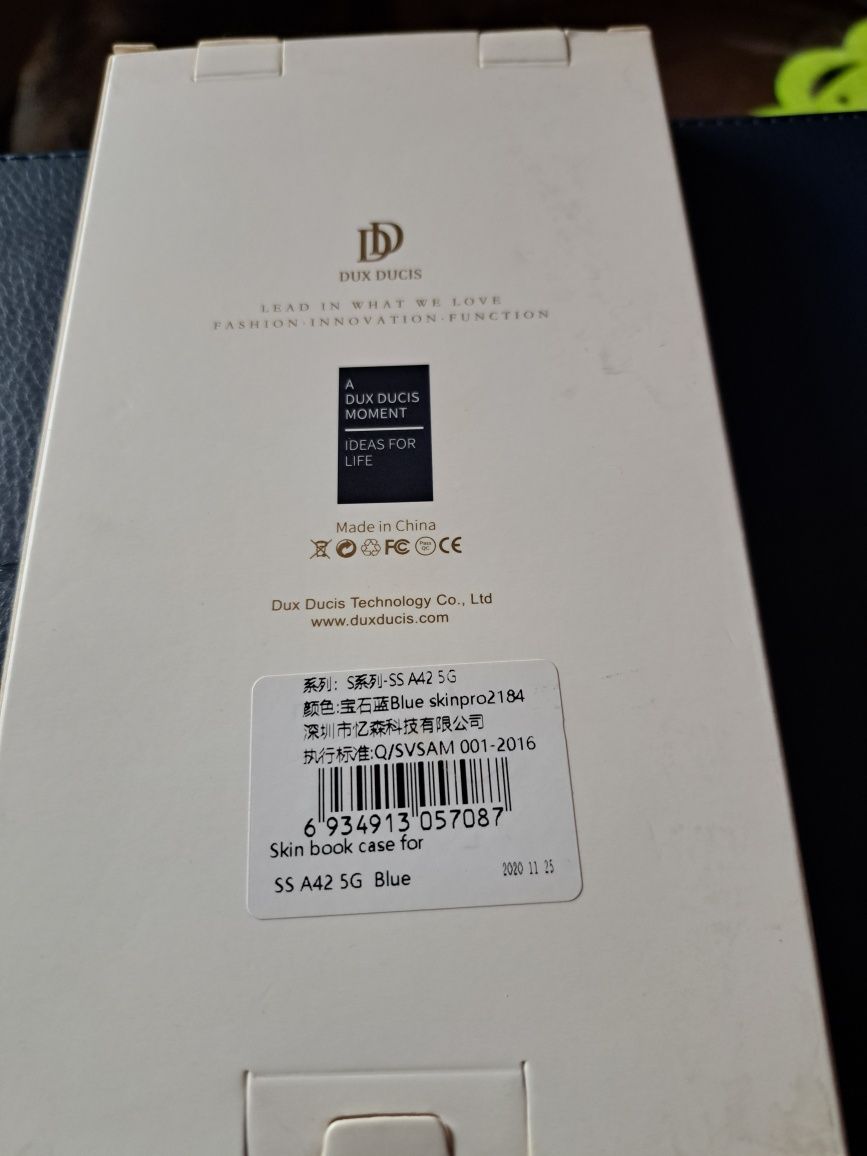 DD
DUX DUCIS
LEAD IN WHAT WE LOVE
FASHION·INNOVATION·FUNCTION
A
DUX DUCIS
MOMENT
IDEAS FOR
LIFE
Made in China
FC Pass QC CE
Dux Ducis Technology Co., Ltd
www.duxducis.com
系列: S系列-SS A42 5G
颜色:宝石蓝Blue skinpro2184
深圳市忆森科技有限公司
执行标准:Q/SVSAM 001-2016
6 934913 057087
Skin book case for
SS A42 5G Blue
2020 11 25